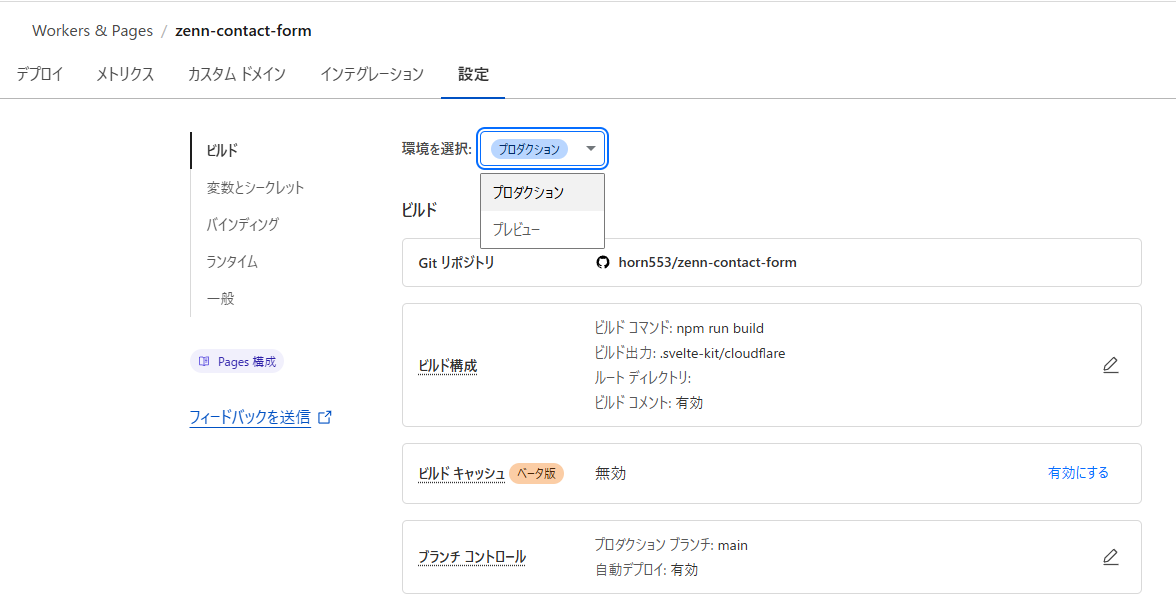 Workers & Pages / zenn-contact-form
デプロイ メトリクス カスタム ドメイン インテグレーション 設定
ビルド
変数とシークレット
バインディング
ランタイム
一般
Pages 構成
フィードバックを送信
環境を選択: プロダクション
プロダクション
プレビュー
ビルド
Git リポジトリ horn553/zenn-contact-form
ビルド構成
ビルド コマンド: npm run build
ビルド出力: .svelte-kit/cloudflare
ルート ディレクトリ:
ビルド コメント: 有効
ビルド キャッシュ ベータ版 無効 有効にする
ブランチ コントロール
プロダクション ブランチ: main
自動デプロイ: 有効